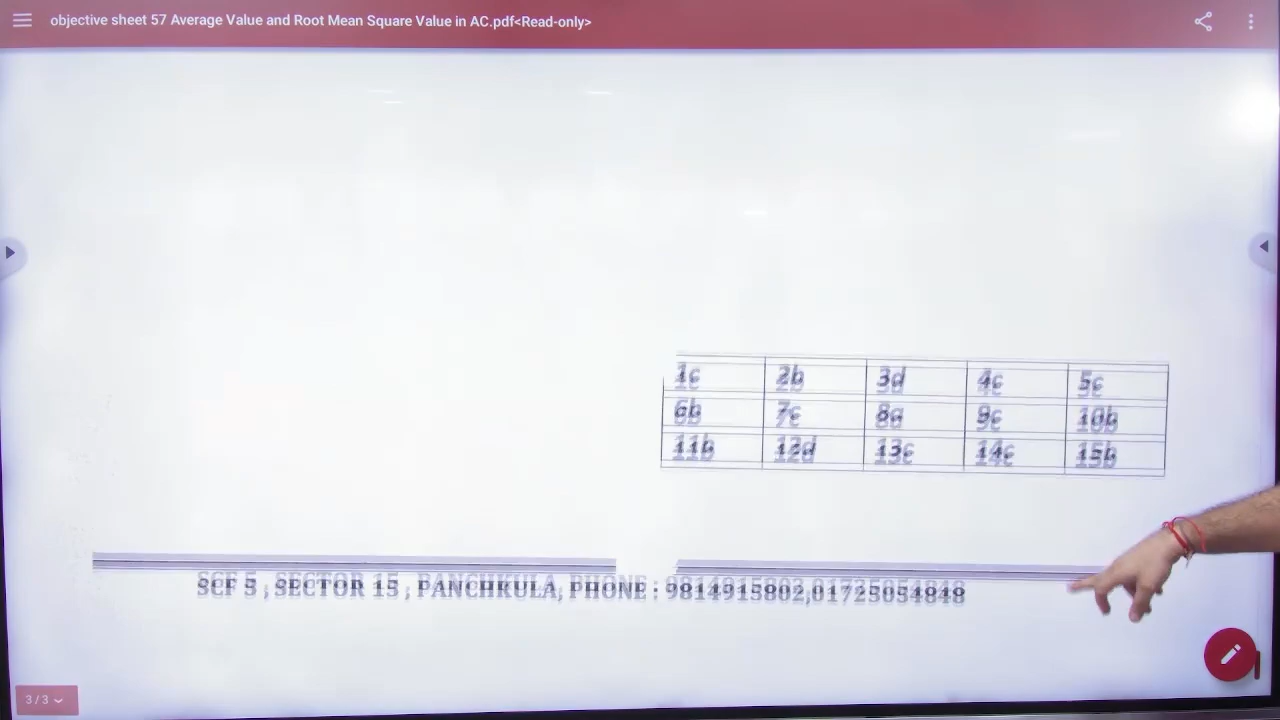 objective sheet 57 Average Value and Root Mean Square Value in AC.pdf<Read-only>
1c 2b 3d 4c 5c
6b 7c 8a 9c 10b
11b 12d 13c 14c 15b
SCF 5 , SECTOR 15 , PANCHKULA, PHONE : 9814915802,01725054848
3 / 3